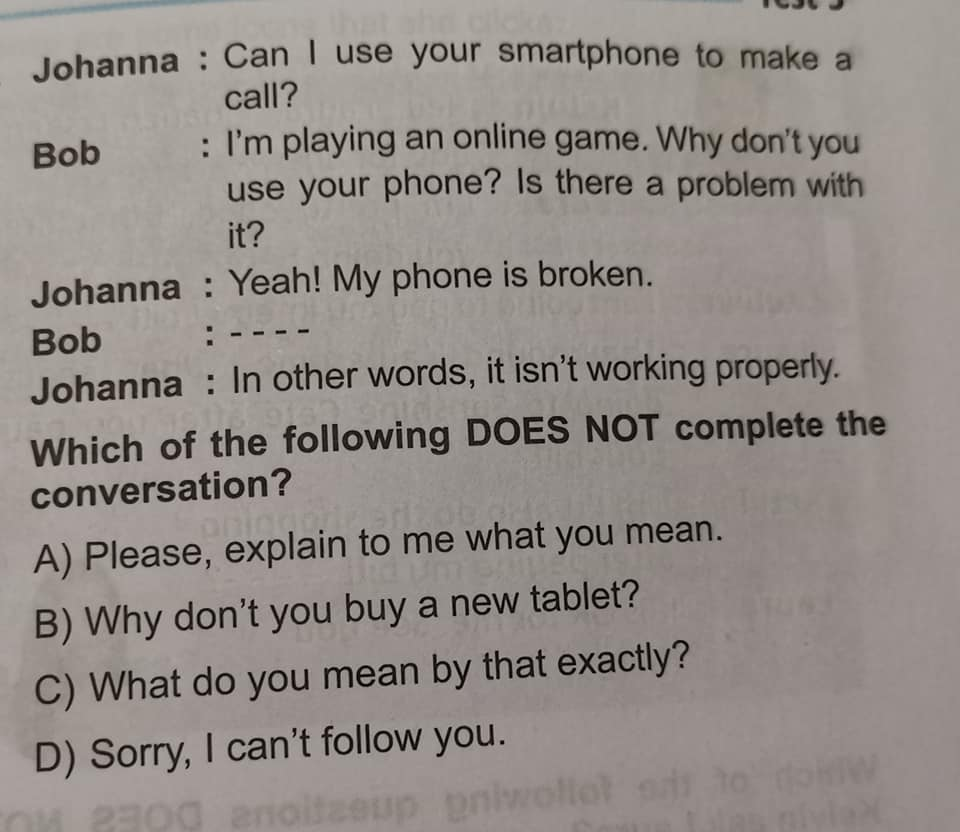 Johanna : Can I use your smartphone to make a
call?
Bob : I'm playing an online game. Why don't you
use your phone? Is there a problem with
it?
Johanna : Yeah! My phone is broken.
Bob : - - - -
Johanna : In other words, it isn't working properly.
Which of the following DOES NOT complete the
conversation?
A) Please, explain to me what you mean.
B) Why don't you buy a new tablet?
C) What do you mean by that exactly?
D) Sorry, I can't follow you.